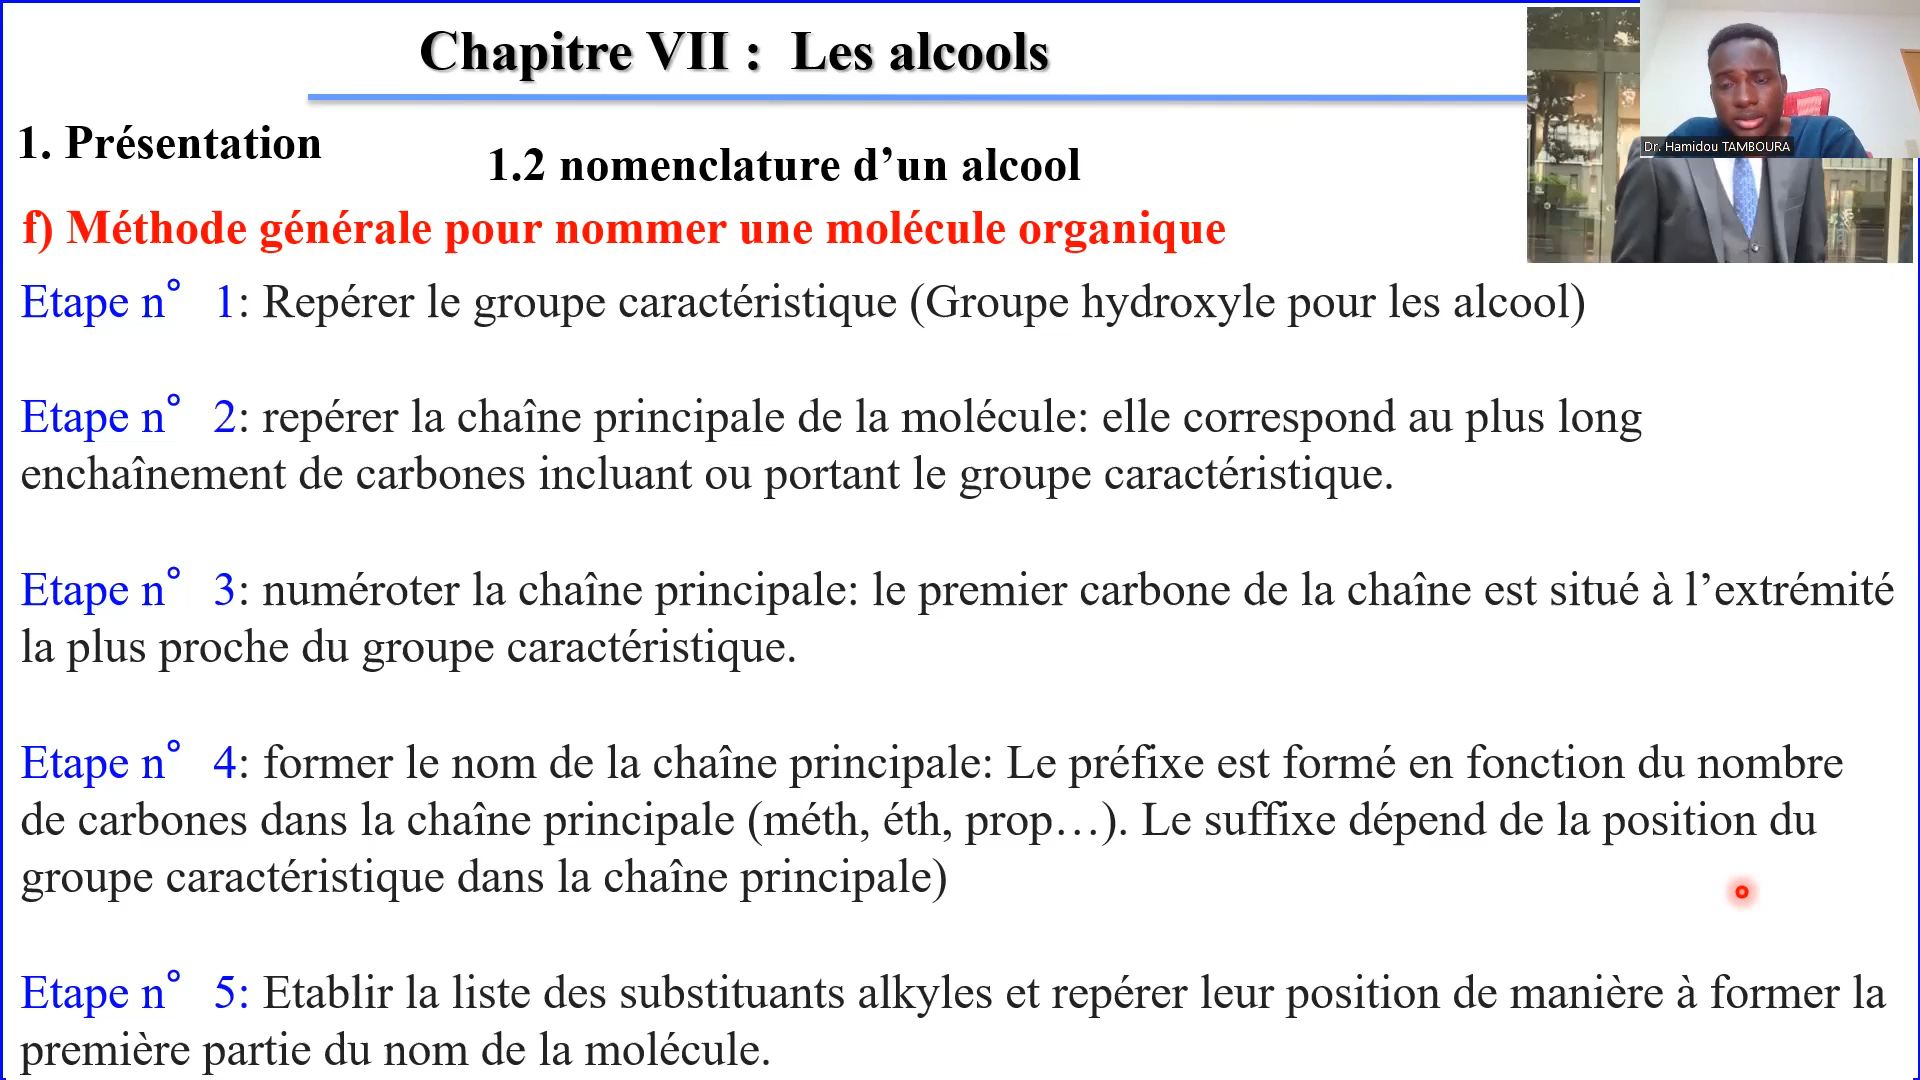 Chapitre VII :  Les alcools
Dr. Hamidou TAMBOURA
1. Présentation
1.2 nomenclature d’un alcool
f) Méthode générale pour nommer une molécule organique
Etape n° 1: Repérer le groupe caractéristique (Groupe hydroxyle pour les alcool)
Etape n° 2: repérer la chaîne principale de la molécule: elle correspond au plus long
enchaînement de carbones incluant ou portant le groupe caractéristique.
Etape n° 3: numéroter la chaîne principale: le premier carbone de la chaîne est situé à l’extrémité
la plus proche du groupe caractéristique.
Etape n° 4: former le nom de la chaîne principale: Le préfixe est formé en fonction du nombre
de carbones dans la chaîne principale (méth, éth, prop…). Le suffixe dépend de la position du
groupe caractéristique dans la chaîne principale)
Etape n° 5: Etablir la liste des substituants alkyles et repérer leur position de manière à former la
première partie du nom de la molécule.